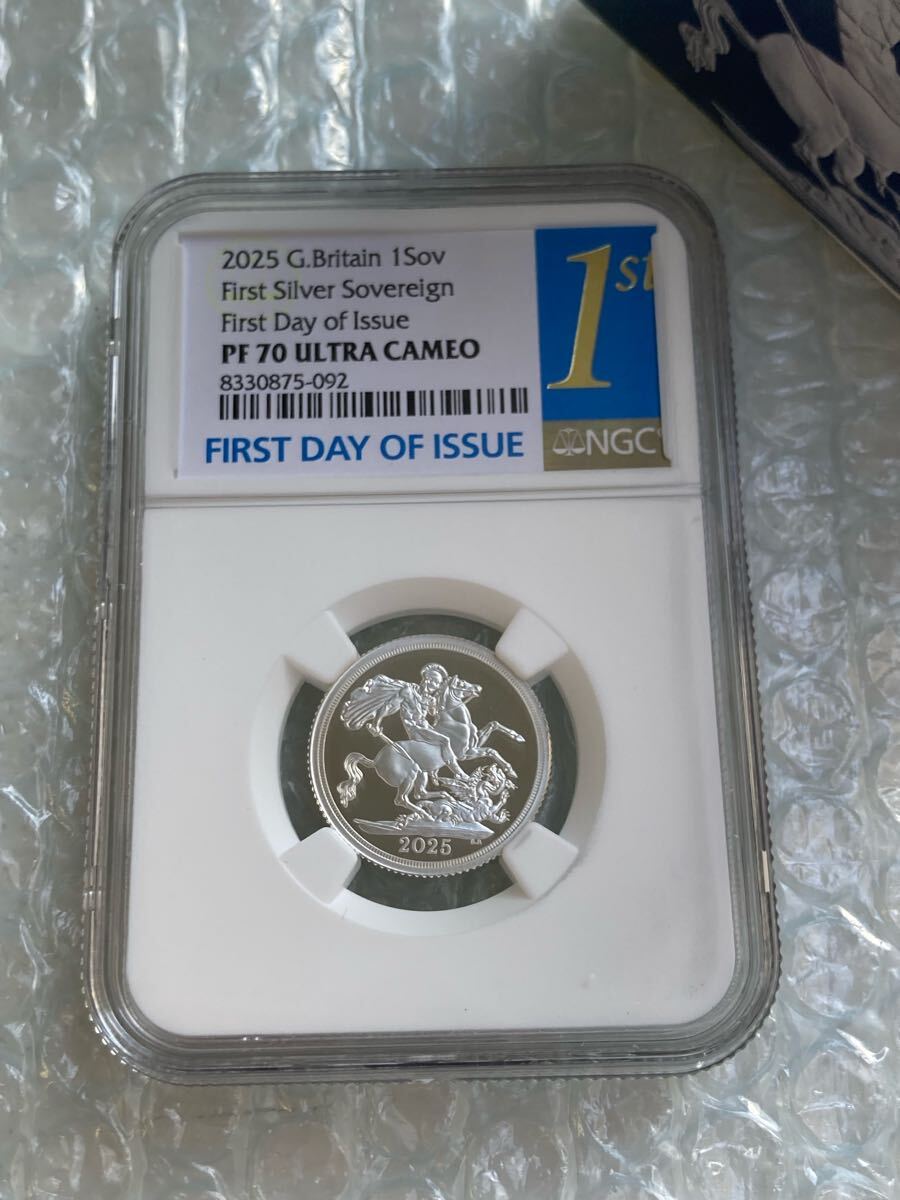 2025 G.Britain 1Sov
First Silver Sovereign
First Day of Issue
PF 70 ULTRA CAMEO
8330875-092
FIRST DAY OF ISSUE
1st
NGC
2025